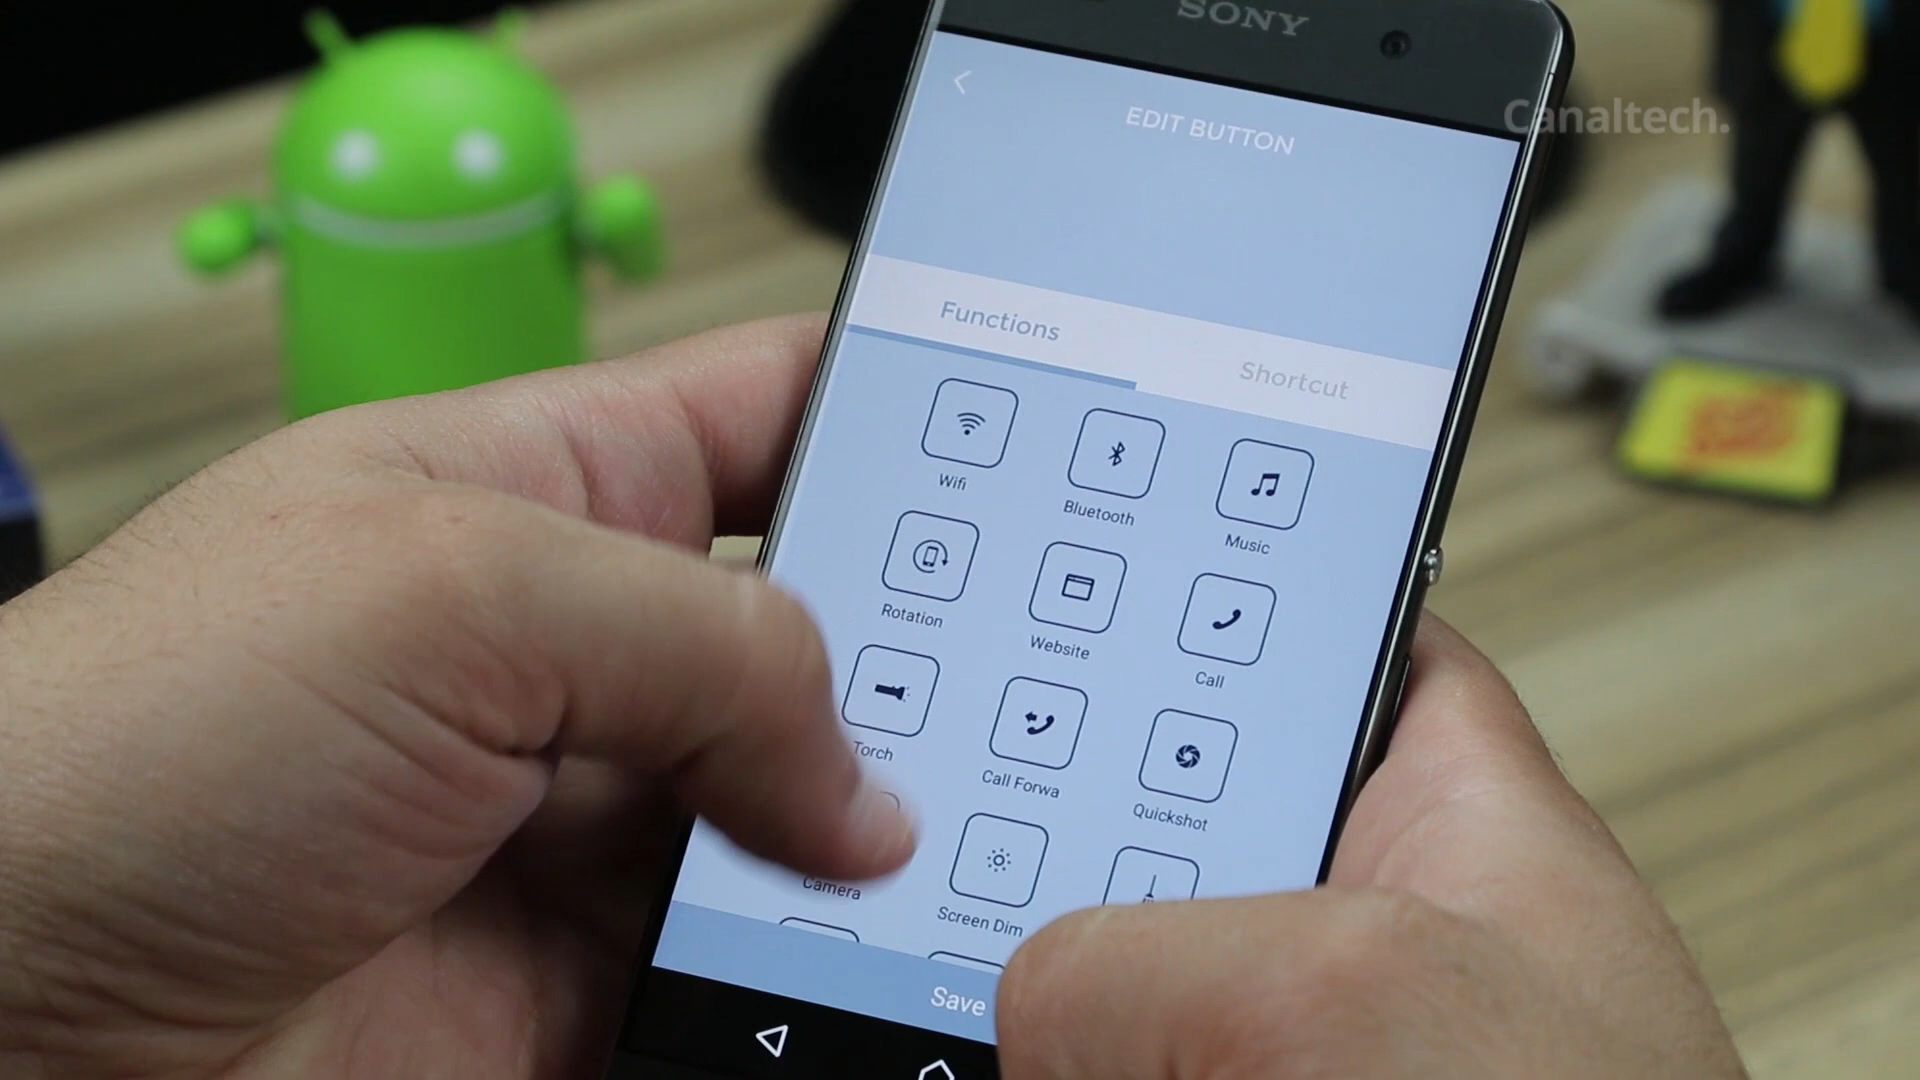 SONY
Canaltech.
EDIT BUTTON
Functions
Shortcut
Wifi
Bluetooth
Music
Rotation
Website
Call
Torch
Call Forwa
Quickshot
Camera
Screen Dim
Save